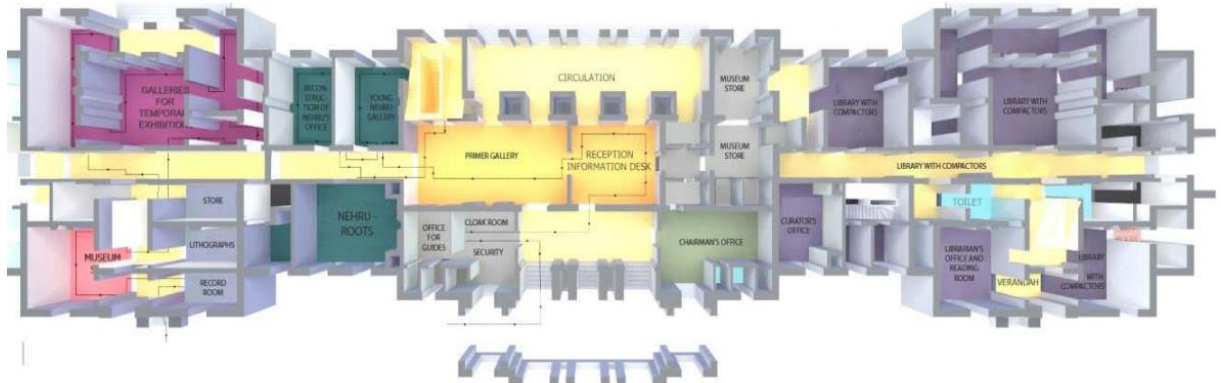 GALLERIES
FOR
TEMPORARY
EXHIBITION
RECON-
STRUCTION
OF
NEHRU'S
OFFICE
YOUNG
NEHRU
GALLERY
CIRCULATION
MUSEUM
STORE
LIBRARY WITH
COMPACTORS
LIBRARY WITH
COMPACTORS
PRIMER GALLERY
RECEPTION
INFORMATION DESK
MUSEUM
STORE
LIBRARY WITH COMPACTORS
STORE
LITHOGRAPHS
RECORD
ROOM
MUSEUM
NEHRU -
ROOTS
OFFICE
FOR
GUIDES
CLOAK ROOM
SECURITY
CHAIRMAN'S OFFICE
CURATOR'S
OFFICE
TOILET
LIBRARIAN'S
OFFICE AND
READING
ROOM
VERANDAH
LIBRARY
WITH
COMPACTORS